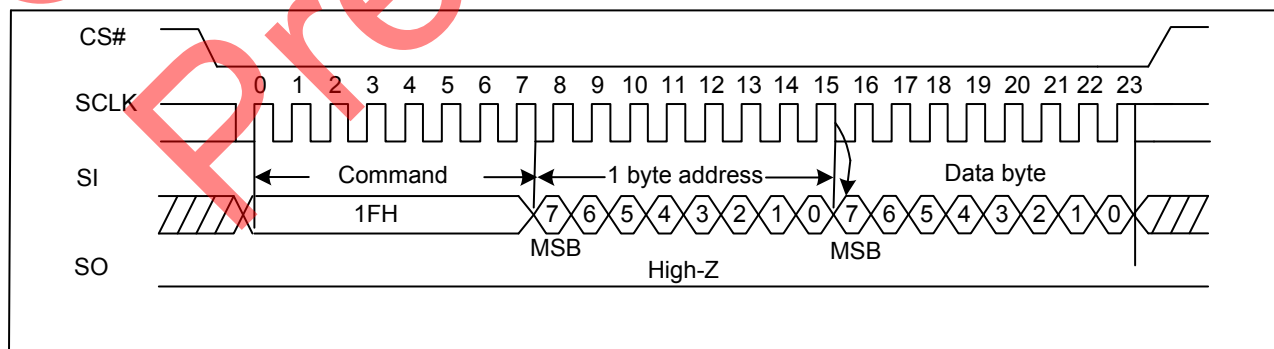 Pre
CS#
0 1 2 3 4 5 6 7 8 9 10 11 12 13 14 15 16 17 18 19 20 21 22 23
SCLK
SI Command 1 byte address Data byte
1FH 7 6 5 4 3 2 1 0 7 6 5 4 3 2 1 0
MSB MSB
SO High-Z